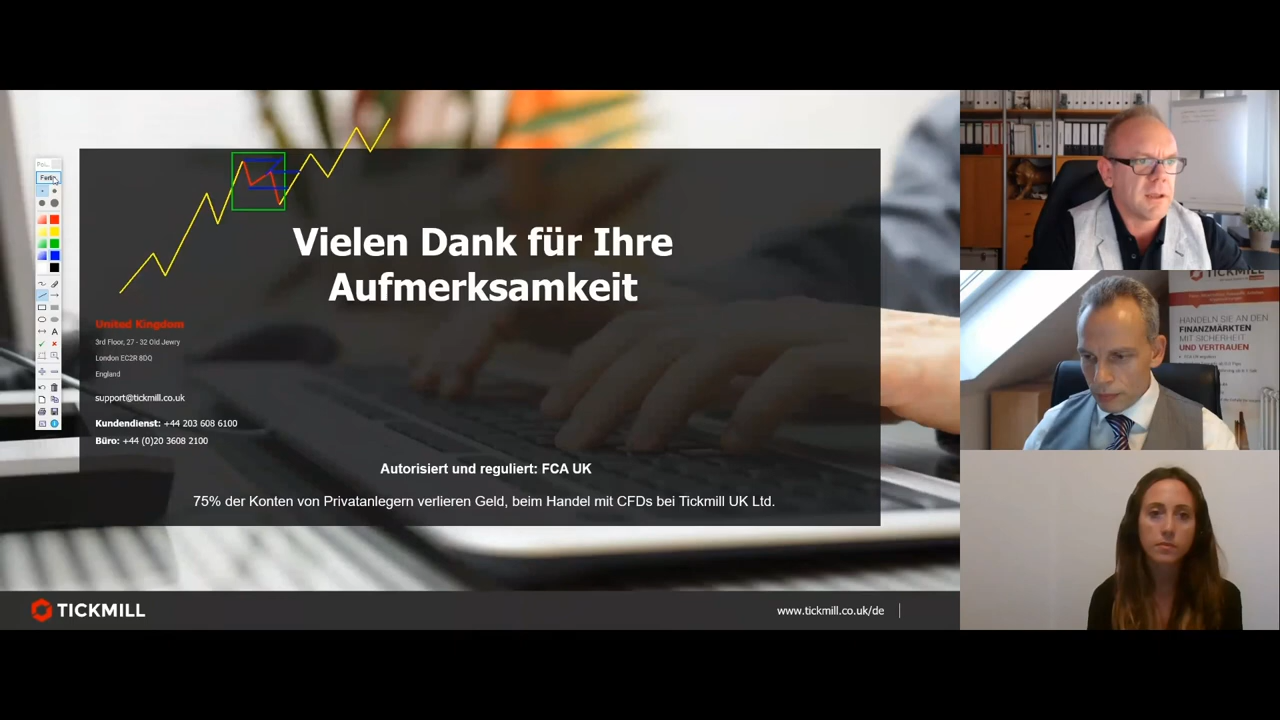 Vielen Dank für Ihre
Aufmerksamkeit
United Kingdom
3rd Floor, 27 - 32 Old Jewry
London EC2R 8DQ
England
support@tickmill.co.uk
Kundendienst: +44 203 608 6100
Büro: +44 (0)20 3608 2100
Autorisiert und reguliert: FCA UK
75% der Konten von Privatanlegern verlieren Geld, beim Handel mit CFDs bei Tickmill UK Ltd.
TICKMILL
www.tickmill.co.uk/de
TICKMILL
HANDELN SIE AN DEN
FINANZMÄRKTEN
MIT SICHERHEIT
UND VERTRAUEN